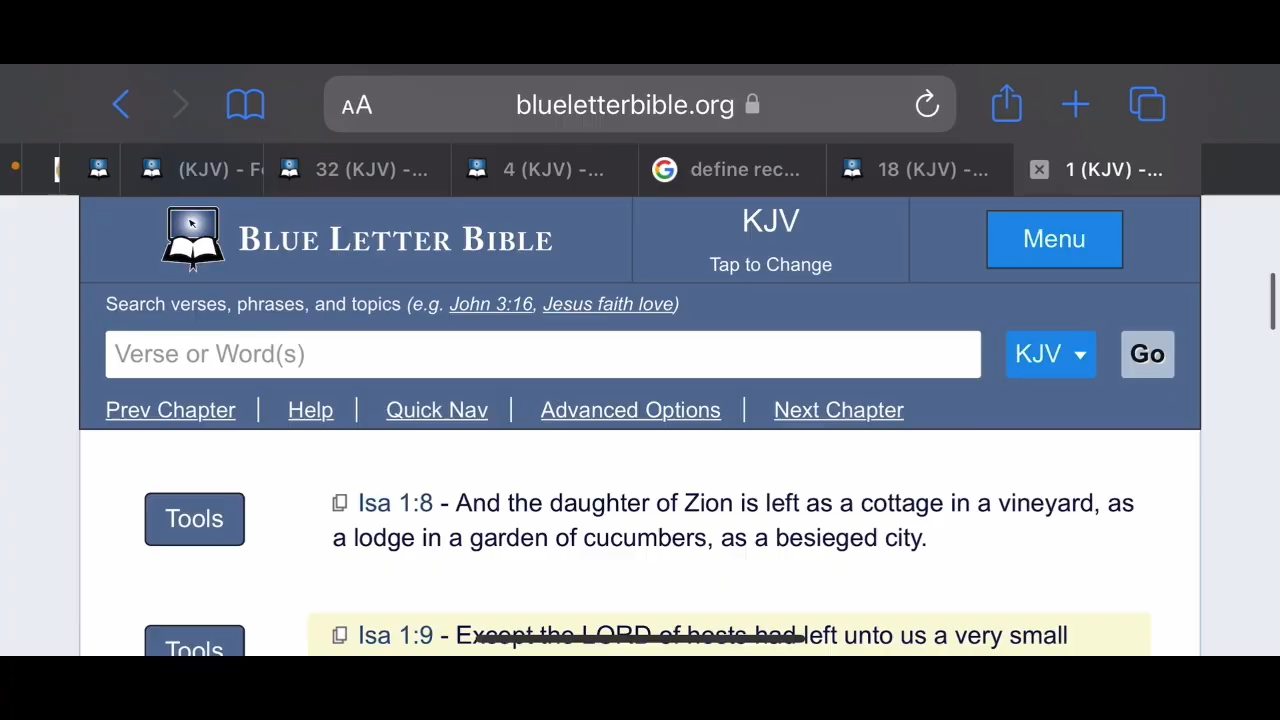 AA blueletterbible.org
(KJV) - F 32 (KJV) -... 4 (KJV) -... define rec... 18 (KJV) -... 1 (KJV) -...
BLUE LETTER BIBLE
KJV
Tap to Change
Menu
Search verses, phrases, and topics (e.g. John 3:16, Jesus faith love)
Verse or Word(s) KJV Go
Prev Chapter | Help | Quick Nav | Advanced Options | Next Chapter
Tools
Isa 1:8 - And the daughter of Zion is left as a cottage in a vineyard, as
a lodge in a garden of cucumbers, as a besieged city.
Tools
Isa 1:9 - Except the LORD of hosts had left unto us a very small